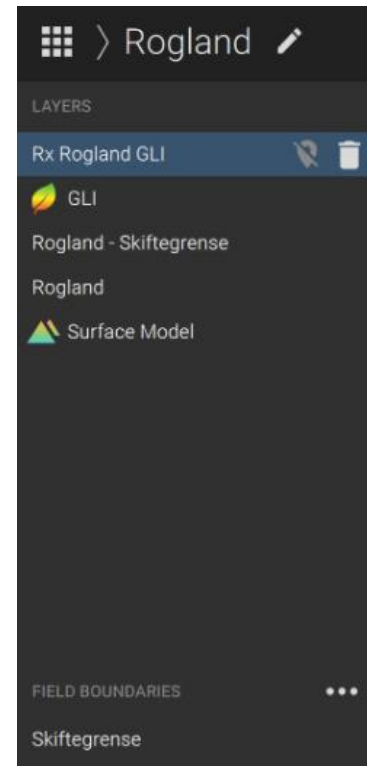 Rogland
LAYERS
Rx Rogland GLI
GLI
Rogland - Skiftegrense
Rogland
Surface Model
FIELD BOUNDARIES
Skiftegrense